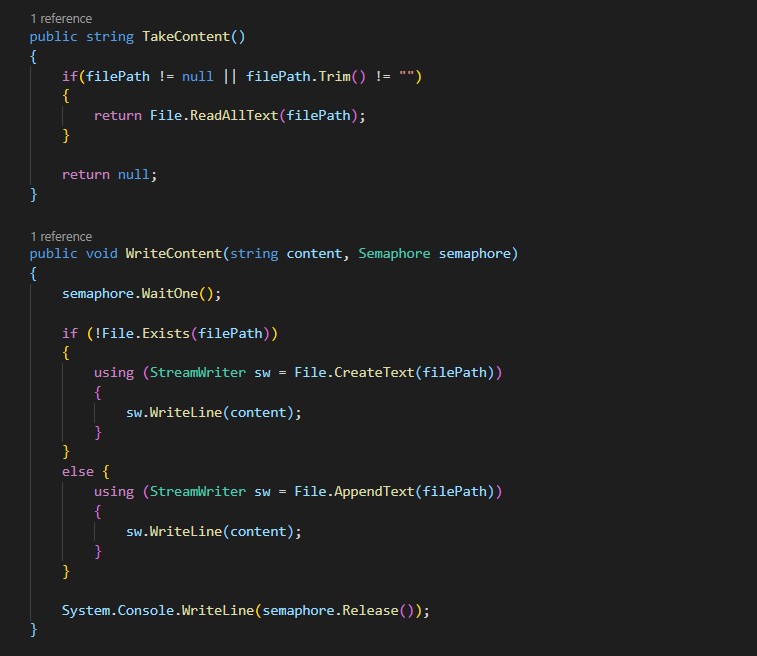 1 reference
public string TakeContent()
{
if(filePath != null || filePath.Trim() != "")
{
return File.ReadAllText(filePath);
}
return null;
}
1 reference
public void WriteContent(string content, Semaphore semaphore)
{
semaphore.WaitOne();
if (!File.Exists(filePath))
{
using (StreamWriter sw = File.CreateText(filePath))
{
sw.WriteLine(content);
}
}
else {
using (StreamWriter sw = File.AppendText(filePath))
{
sw.WriteLine(content);
}
}
System.Console.WriteLine(semaphore.Release());
}